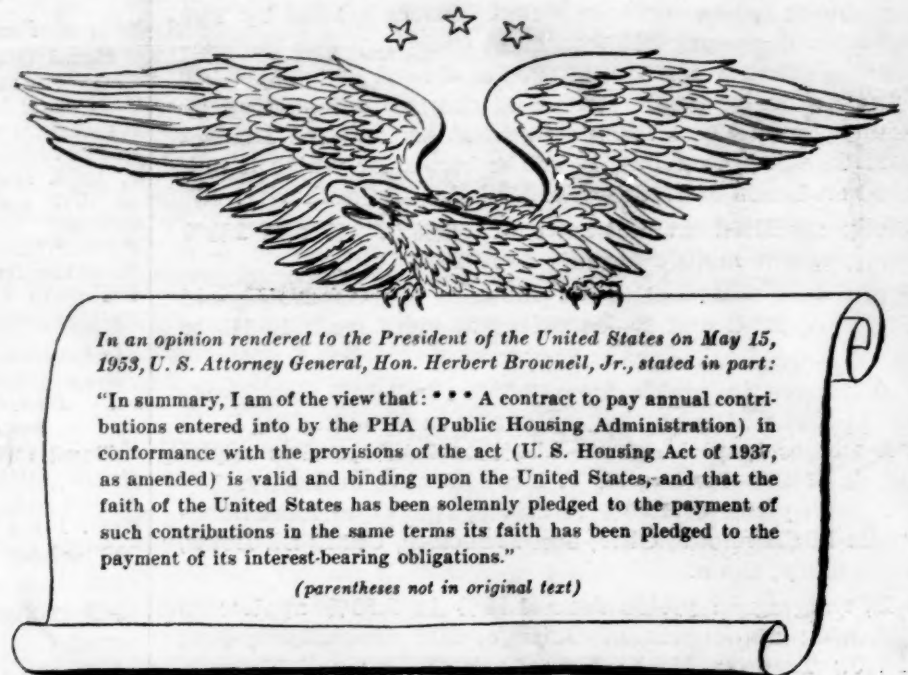 In an opinion rendered to the President of the United States on May 15,
1953, U. S. Attorney General, Hon. Herbert Brownell, Jr., stated in part:
"In summary, I am of the view that: * * * A contract to pay annual contri-
butions entered into by the PHA (Public Housing Administration) in
conformance with the provisions of the act (U. S. Housing Act of 1937,
as amended) is valid and binding upon the United States, and that the
faith of the United States has been solemnly pledged to the payment of
such contributions in the same terms its faith has been pledged to the
payment of its interest-bearing obligations."
(parentheses not in original text)